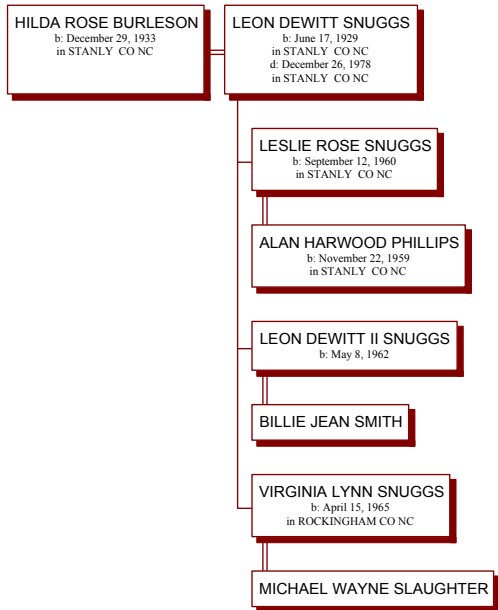 HILDA ROSE BURLESON
b: December 29, 1933
in STANLY CO NC
LEON DEWITT SNUGGS
b: June 17, 1929
in STANLY CO NC
d: December 26, 1978
in STANLY CO NC
LESLIE ROSE SNUGGS
b: September 12, 1960
in STANLY CO NC
ALAN HARWOOD PHILLIPS
b: November 22, 1959
in STANLY CO NC
LEON DEWITT II SNUGGS
b: May 8, 1962
BILLIE JEAN SMITH
VIRGINIA LYNN SNUGGS
b: April 15, 1965
in ROCKINGHAM CO NC
MICHAEL WAYNE SLAUGHTER